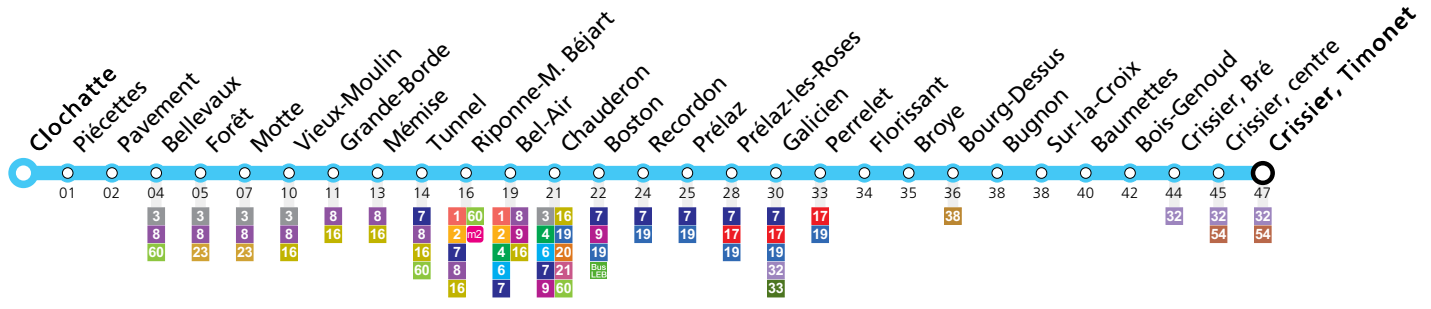 Clochatte
Piécettes
Pavement
Bellevaux
Forêt
Motte
Vieux-Moulin
Grande-Borde
Mémise
Tunnel
Riponne-M. Béjart
Bel-Air
Chauderon
Boston
Recordon
Prélaz
Prélaz-les-Roses
Galicien
Perrelet
Florissant
Broye
Bourg-Dessus
Bugnon
Sur-la-Croix
Baumettes
Bois-Genoud
Crissier, Bré
Crissier, centre
Crissier, Timonet
01 02 04 05 07 10 11 13 14 16 19 21 22 24 25 28 30 33 34 35 36 38 38 40 42 44 45 47
3 3 3 3 8 8 7 1 60 1 8 3 16 7 7 7 7 7 17 38 32 32 32
8 8 8 8 16 16 8 2 m2 2 9 4 19 9 19 19 17 17 19 54 54
60 23 23 16 16 7 4 16 6 20 19 19 19
60 8 6 7 21 Bus LEB 32
16 7 9 60 33